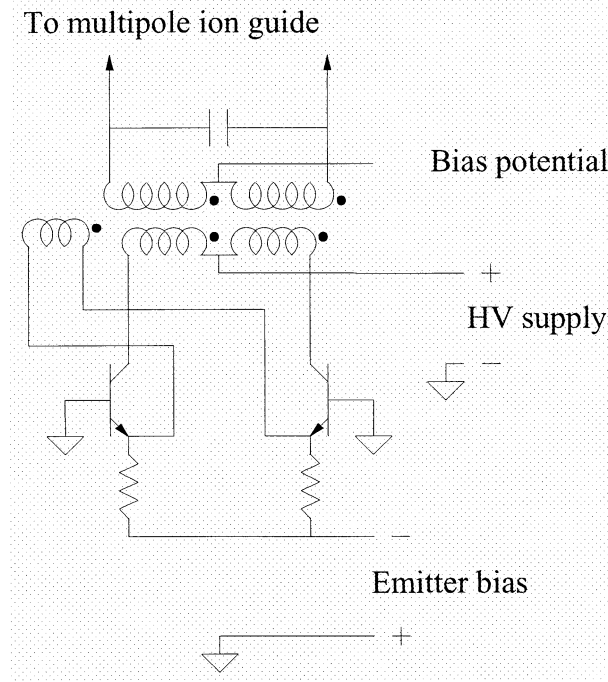 To multipole ion guide
Bias potential
+
HV supply
−
−
Emitter bias
+